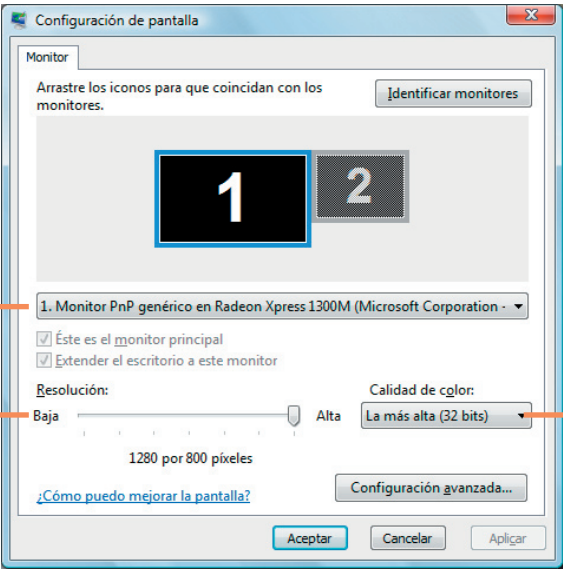 Configuración de pantalla
Monitor
Arrastre los iconos para que coincidan con los
monitores.
Identificar monitores
1
2
1. Monitor PnP genérico en Radeon Xpress 1300M (Microsoft Corporation -
Éste es el monitor principal
Extender el escritorio a este monitor
Resolución:
Calidad de color:
Baja
Alta
La más alta (32 bits)
1280 por 800 píxeles
¿Cómo puedo mejorar la pantalla?
Configuración avanzada...
Aceptar
Cancelar
Aplicar